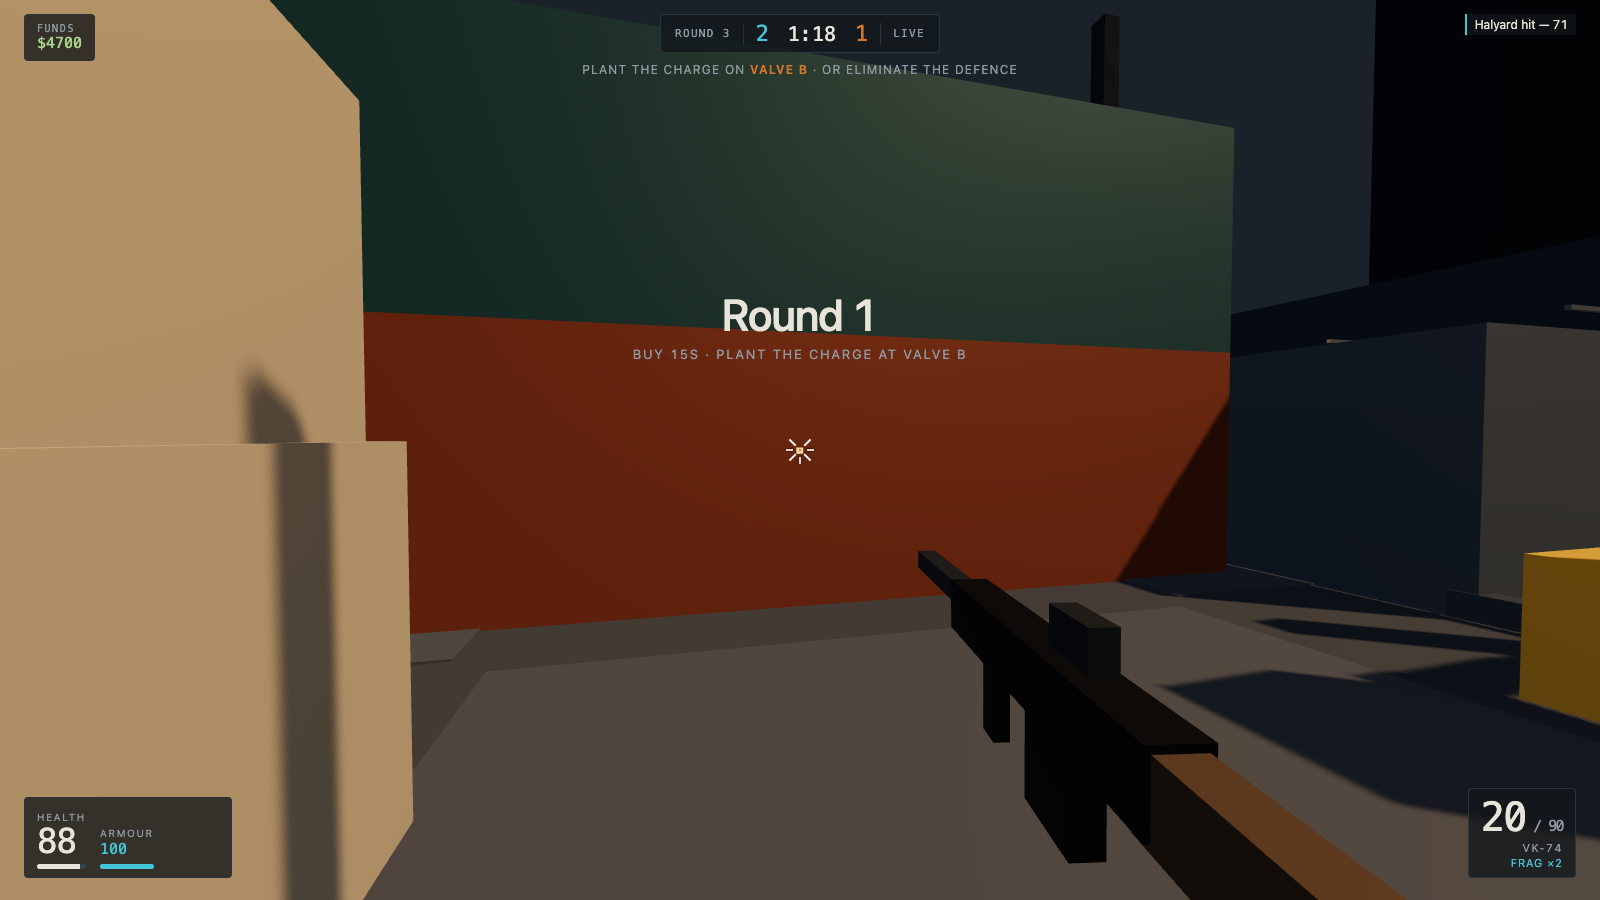 FUNDS
$4700
ROUND 3 2 1:18 1 LIVE
PLANT THE CHARGE ON VALVE B · OR ELIMINATE THE DEFENCE
Halyard hit — 71
Round 1
BUY 15S · PLANT THE CHARGE AT VALVE B
HEALTH
88
ARMOUR
100
20 / 90
VK-74
FRAG ×2